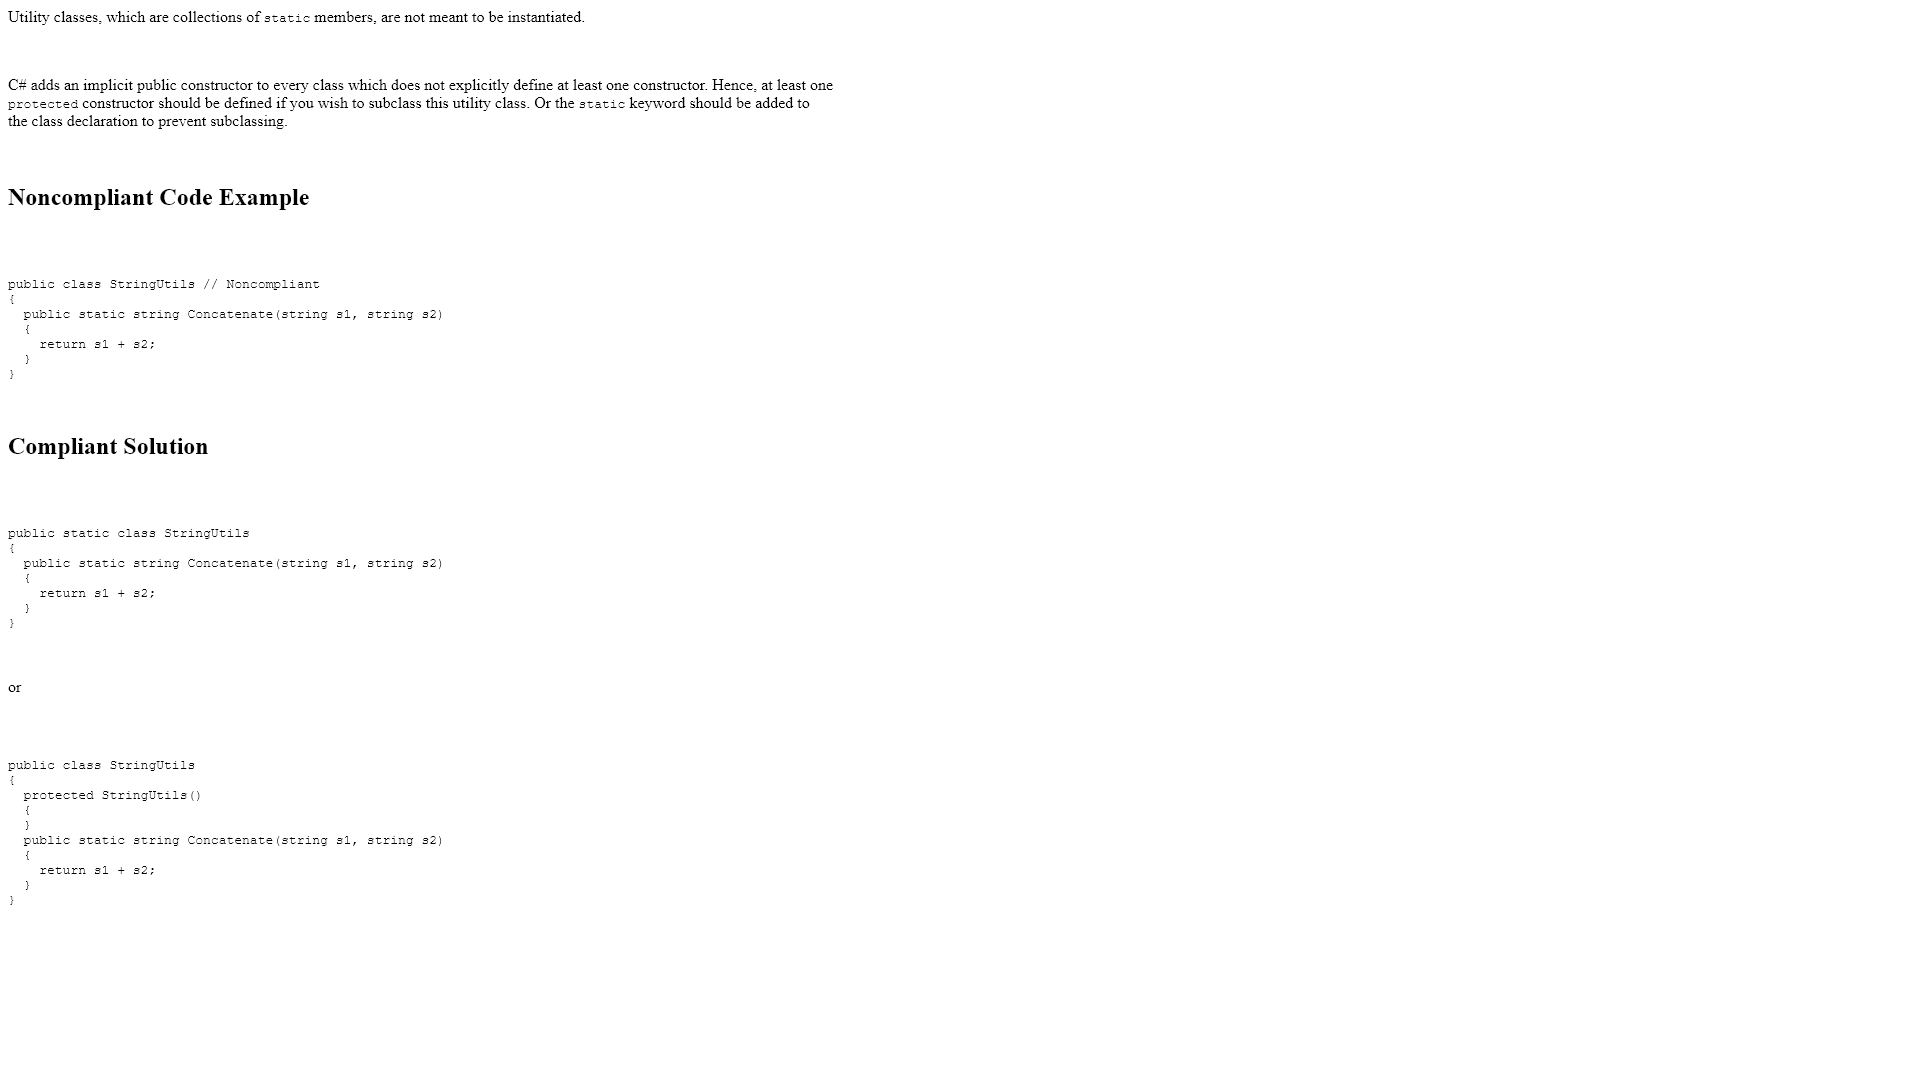 Utility classes, which are collections of static members, are not meant to be instantiated.
C# adds an implicit public constructor to every class which does not explicitly define at least one constructor. Hence, at least one
protected constructor should be defined if you wish to subclass this utility class. Or the static keyword should be added to
the class declaration to prevent subclassing.
Noncompliant Code Example
public class StringUtils // Noncompliant
{
  public static string Concatenate(string s1, string s2)
  {
    return s1 + s2;
  }
}
Compliant Solution
public static class StringUtils
{
  public static string Concatenate(string s1, string s2)
  {
    return s1 + s2;
  }
}
or
public class StringUtils
{
  protected StringUtils()
  {
  }
  public static string Concatenate(string s1, string s2)
  {
    return s1 + s2;
  }
}